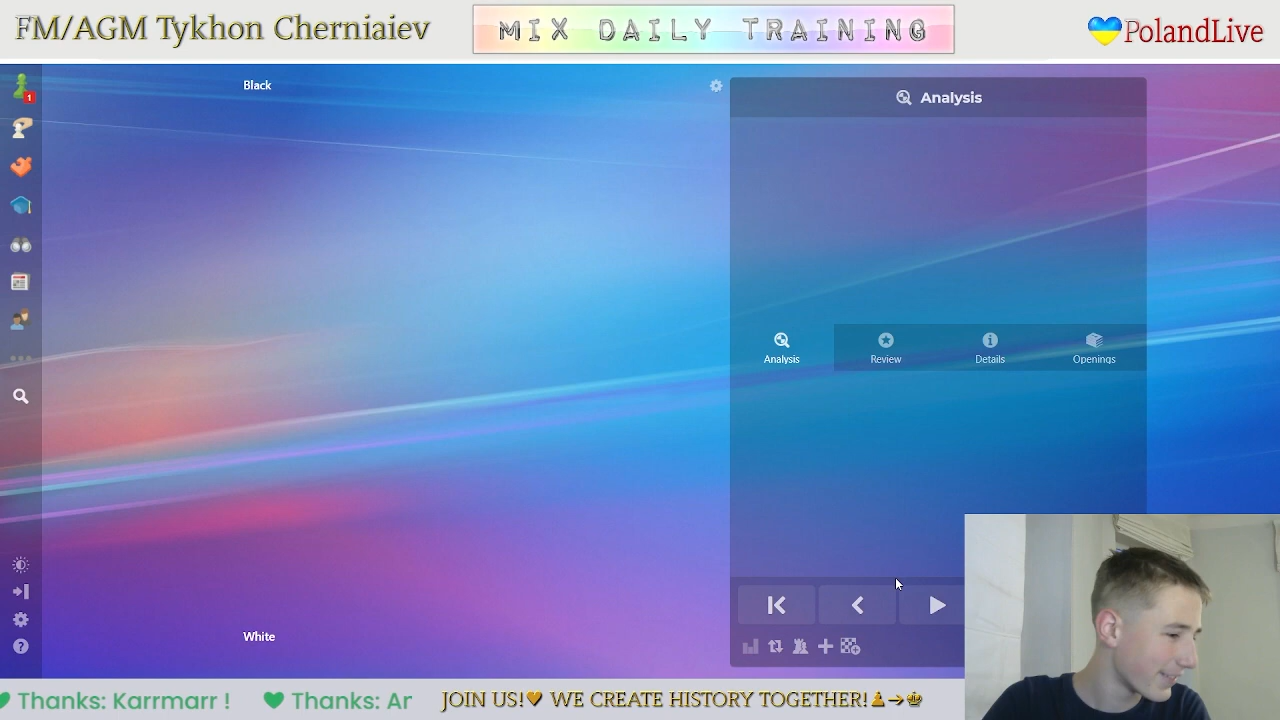 FM/AGM Tykhon Cherniaiev
MIX DAILY TRAINING
PolandLive
1
Black
Analysis
Analysis
Review
Details
Openings
White
Thanks: Karrmarr !
Thanks: Ar
JOIN US!🧡 WE CREATE HISTORY TOGETHER!♟→♚